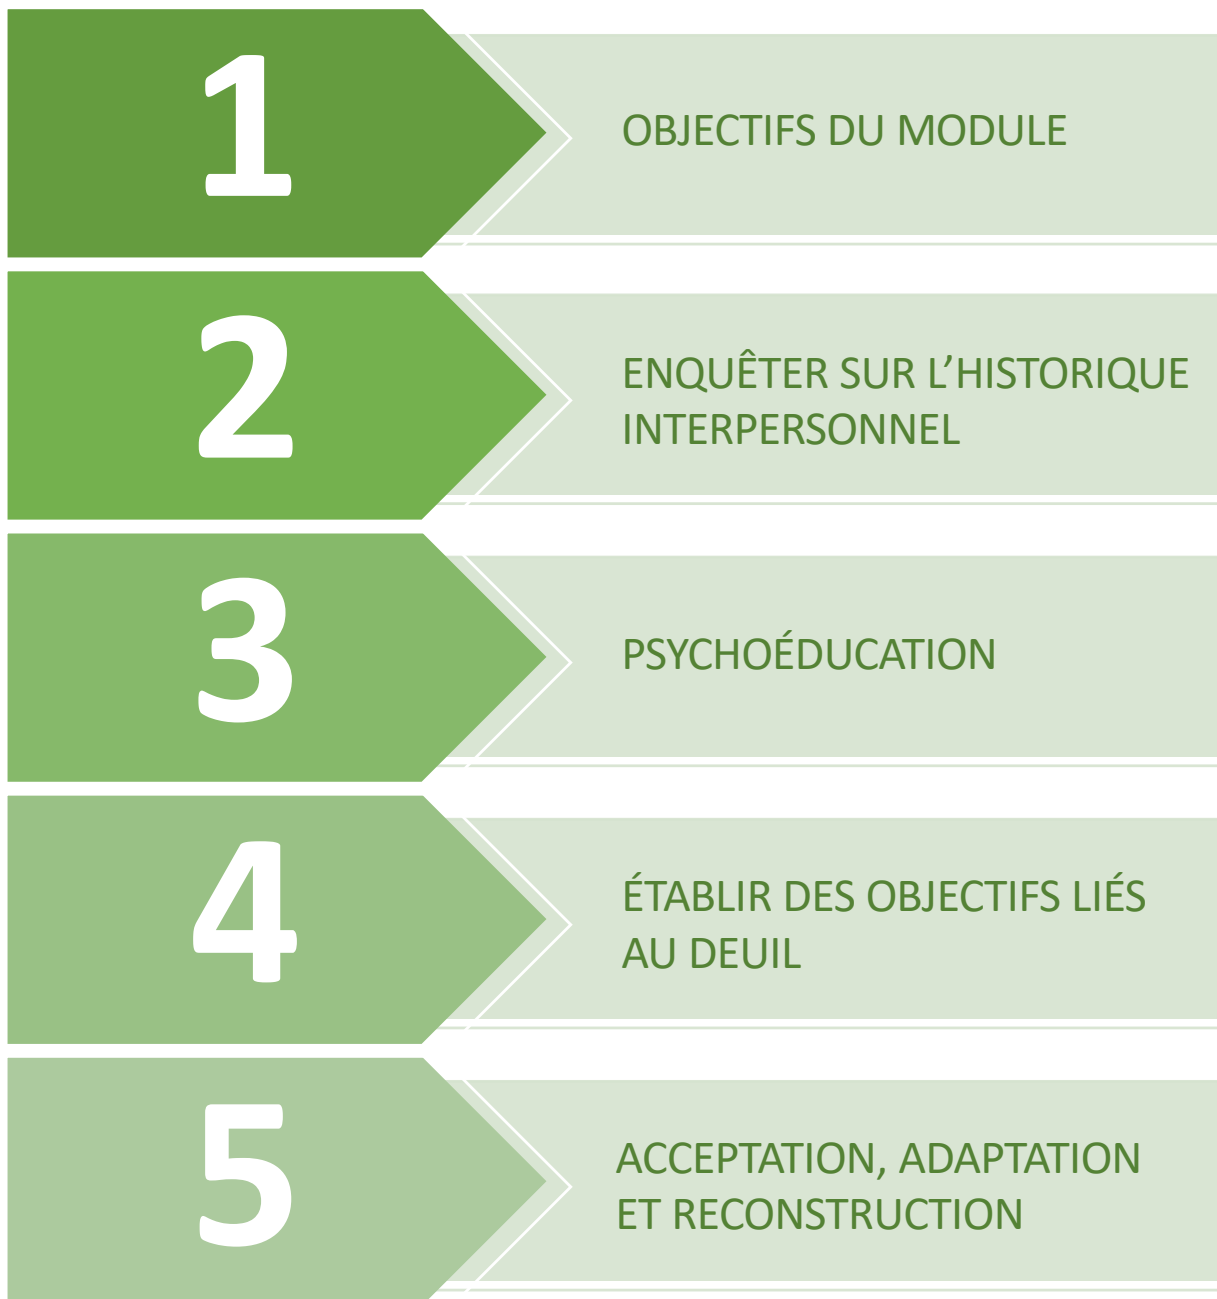 1
OBJECTIFS DU MODULE
2
ENQUÊTER SUR L’HISTORIQUE
INTERPERSONNEL
3
PSYCHOÉDUCATION
4
ÉTABLIR DES OBJECTIFS LIÉS
AU DEUIL
5
ACCEPTATION, ADAPTATION
ET RECONSTRUCTION